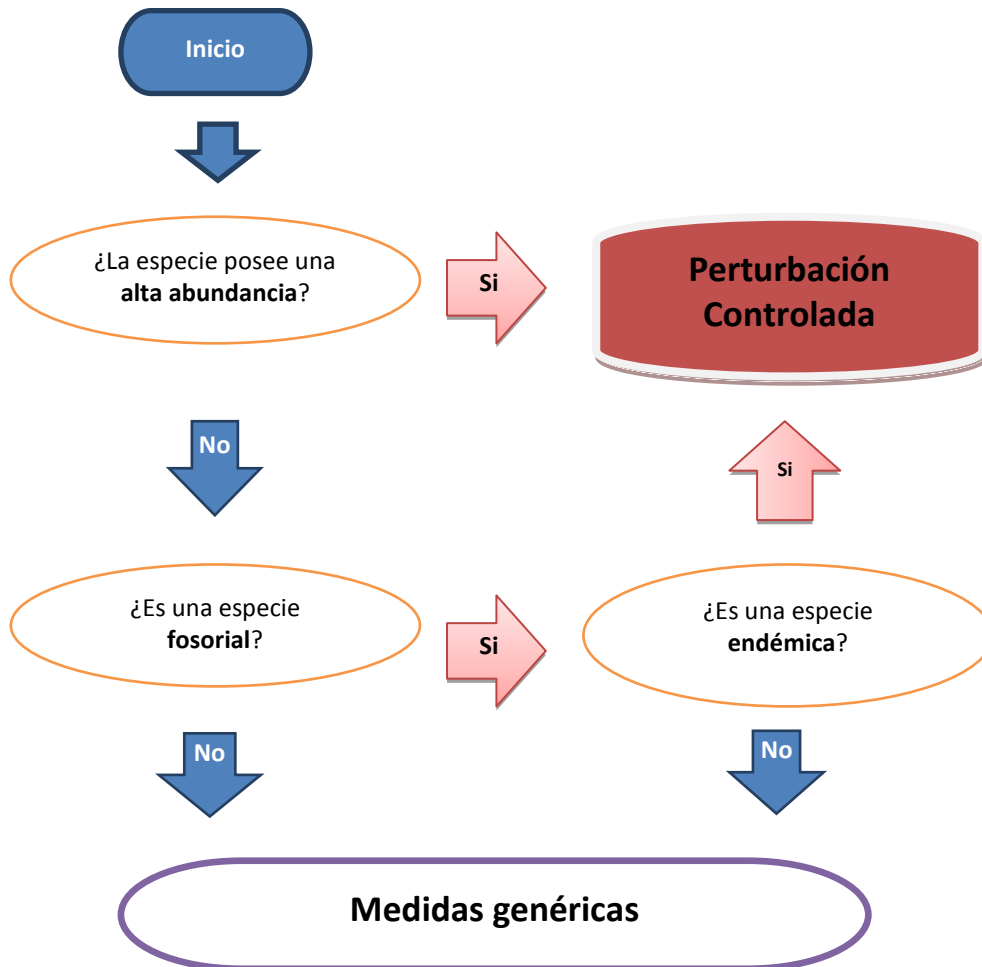 Inicio
¿La especie posee una
alta abundancia?
Si
Perturbación
Controlada
No
Si
¿Es una especie
fosorial?
Si
¿Es una especie
endémica?
No
No
Medidas genéricas